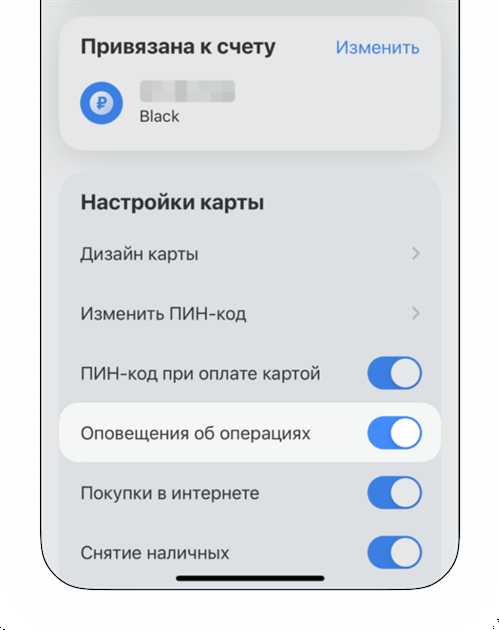 Привязана к счету Изменить
₽
Black
Настройки карты
Дизайн карты
Изменить ПИН-код
ПИН-код при оплате картой
Оповещения об операциях
Покупки в интернете
Снятие наличных